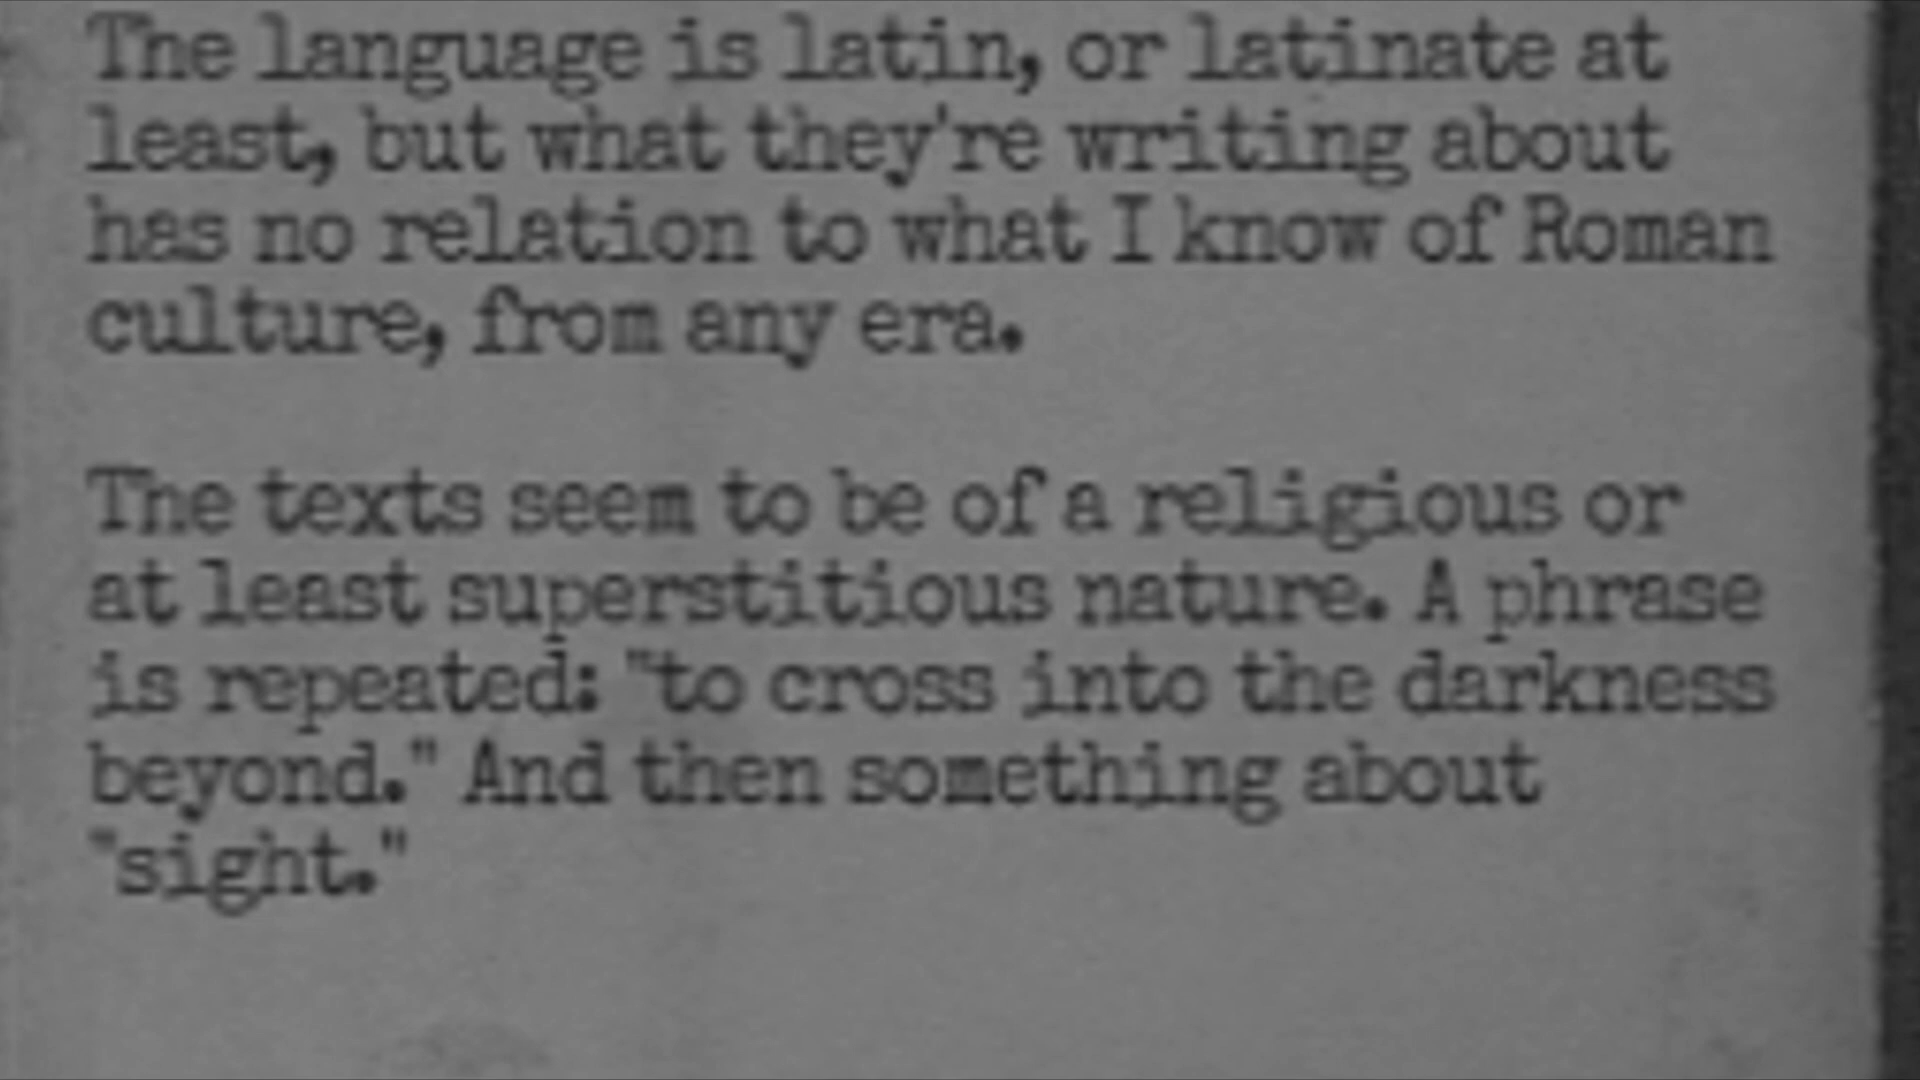 The language is latin, or latinate at
least, but what they're writing about
has no relation to what I know of Roman
culture, from any era.
The texts seem to be of a religious or
at least superstitious nature. A phrase
is repeated: "to cross into the darkness
beyond." And then something about
"sight."